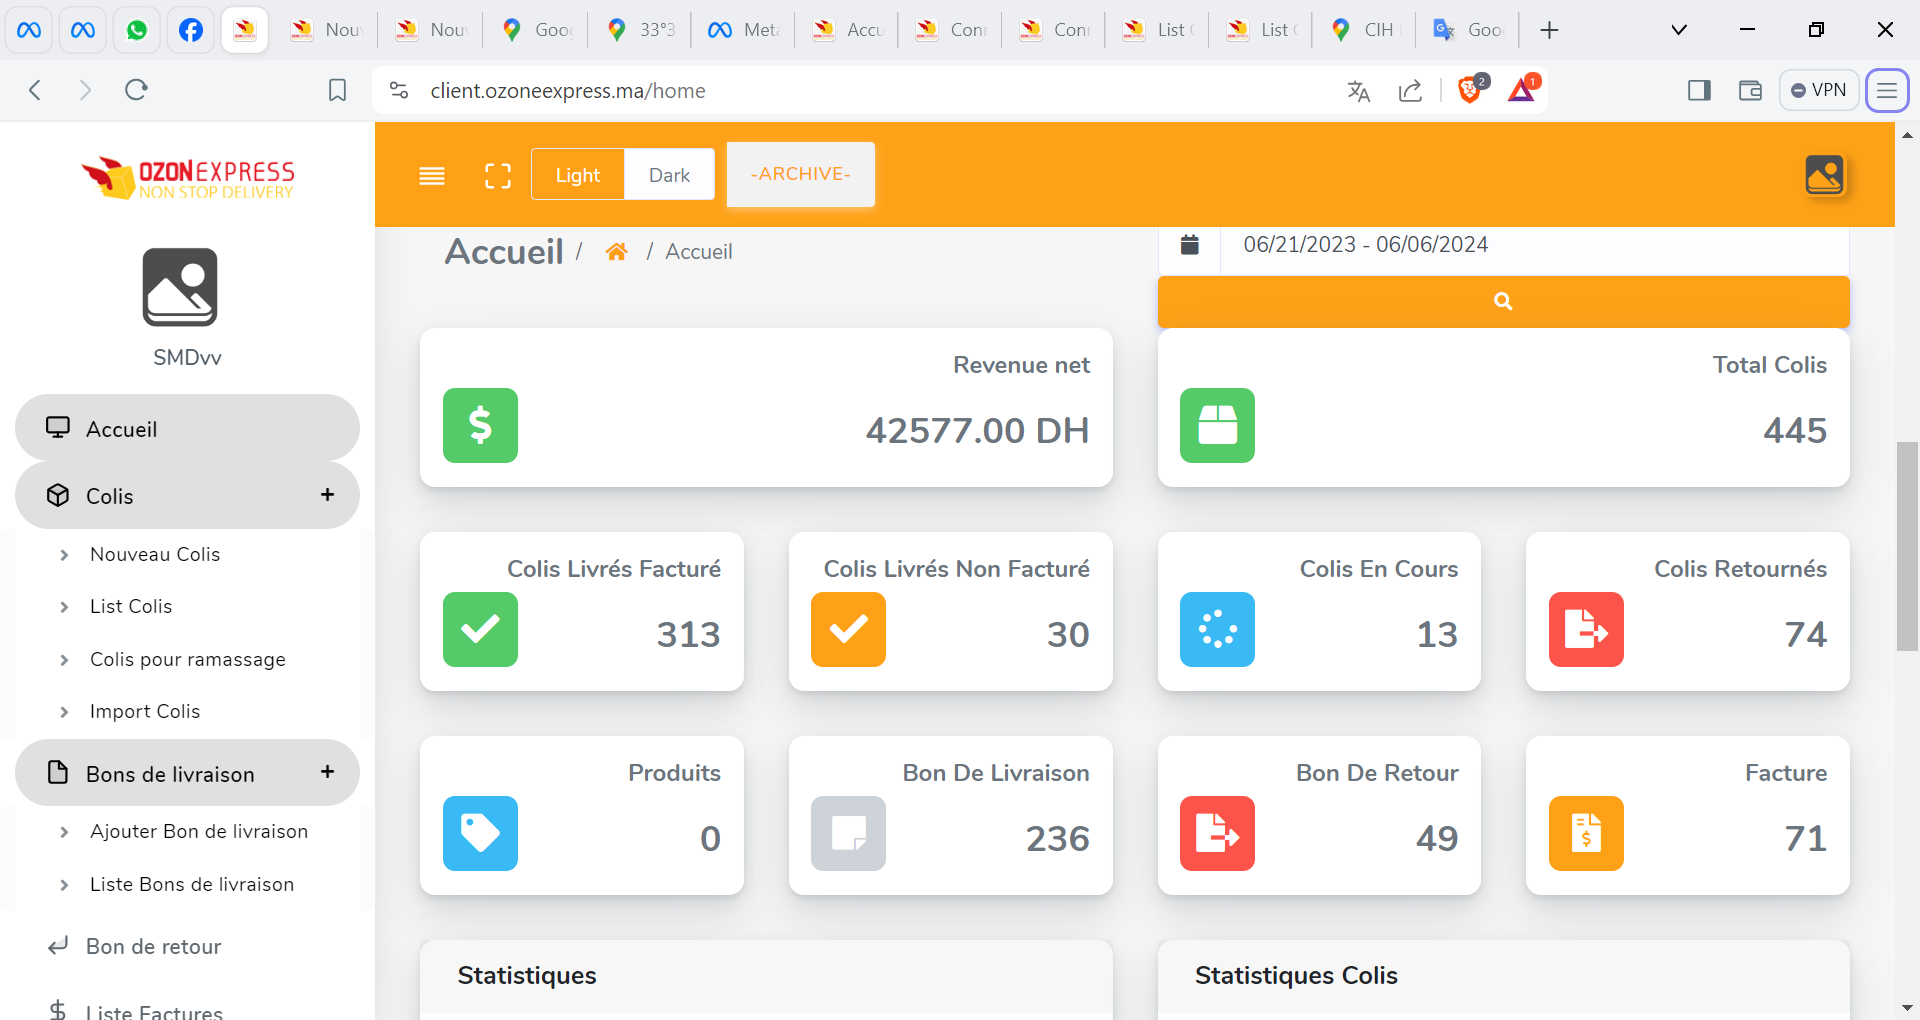 Nou
Nou
Goo
33°3
Meta
Accu
Con
Con
List
List
CIH
Goo
client.ozoneexpress.ma/home
2
1
VPN
OZONEXPRESS
NON STOP DELIVERY
SMDvv
Accueil
Colis +
Nouveau Colis
List Colis
Colis pour ramassage
Import Colis
Bons de livraison +
Ajouter Bon de livraison
Liste Bons de livraison
Bon de retour
Liste Factures
Light
Dark
-ARCHIVE-
Accueil / / Accueil
06/21/2023 - 06/06/2024
Revenue net
42577.00 DH
Total Colis
445
Colis Livrés Facturé
313
Colis Livrés Non Facturé
30
Colis En Cours
13
Colis Retournés
74
Produits
0
Bon De Livraison
236
Bon De Retour
49
Facture
71
Statistiques
Statistiques Colis